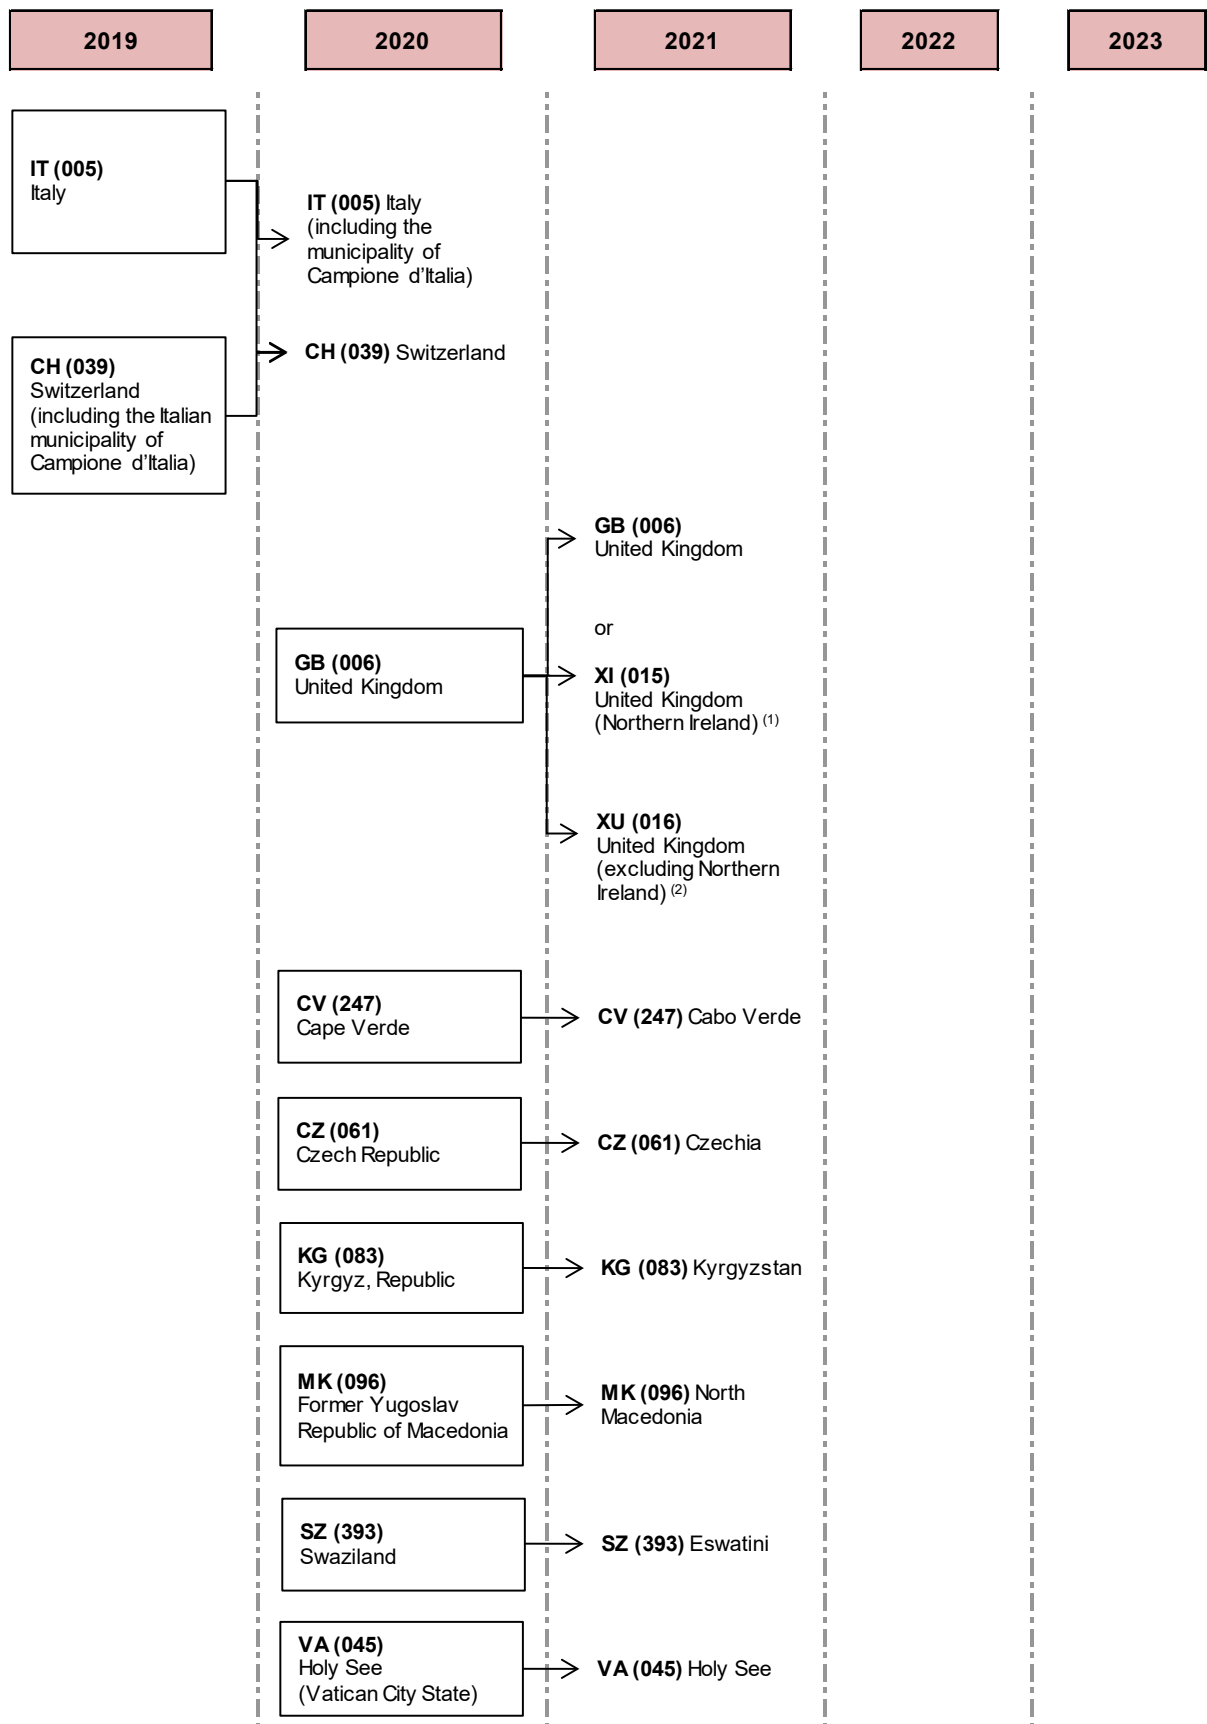 2019
2020
2021
2022
2023
IT (005)
Italy
IT (005) Italy
(including the
municipality of
Campione d'Italia)
CH (039)
Switzerland
(including the Italian
municipality of
Campione d'Italia)
CH (039) Switzerland
GB (006)
United Kingdom
GB (006)
United Kingdom
or
XI (015)
United Kingdom
(Northern Ireland) (1)
XU (016)
United Kingdom
(excluding Northern
Ireland) (2)
CV (247)
Cape Verde
CV (247) Cabo Verde
CZ (061)
Czech Republic
CZ (061) Czechia
KG (083)
Kyrgyz, Republic
KG (083) Kyrgyzstan
MK (096)
Former Yugoslav
Republic of Macedonia
MK (096) North
Macedonia
SZ (393)
Swaziland
SZ (393) Eswatini
VA (045)
Holy See
(Vatican City State)
VA (045) Holy See